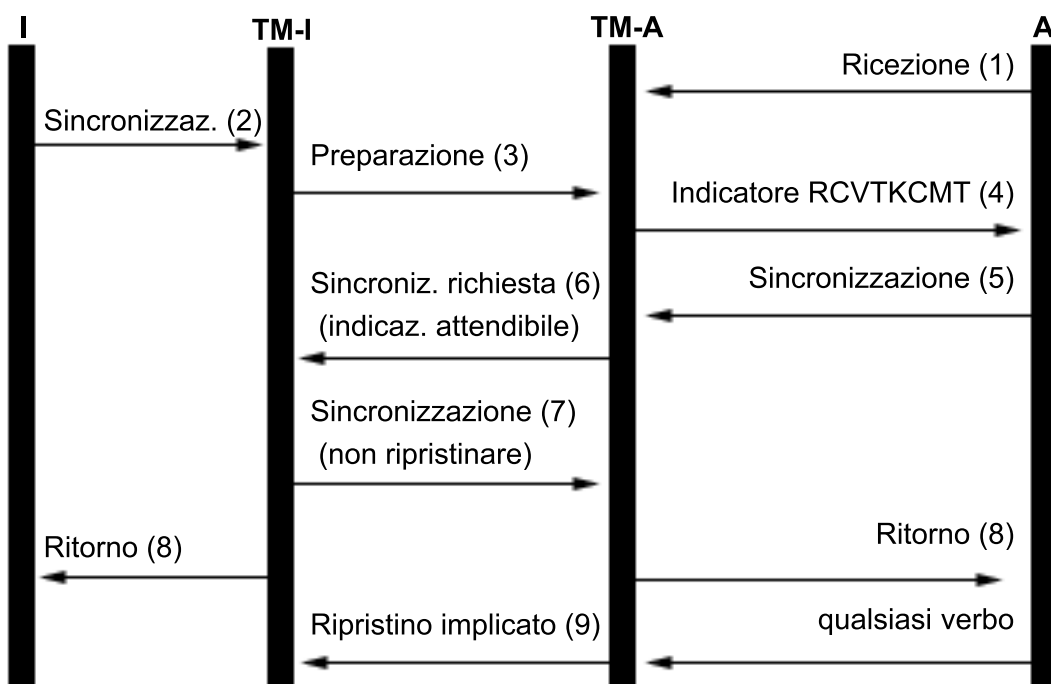 I
TM-I
TM-A
A
Ricezione (1)
Sincronizzaz. (2)
Preparazione (3)
Indicatore RCVTKCMT (4)
Sincronizzazione (5)
Sincroniz. richiesta (6)
(indicaz. attendibile)
Sincronizzazione (7)
(non ripristinare)
Ritorno (8)
Ritorno (8)
Ripristino implicato (9)
qualsiasi verbo